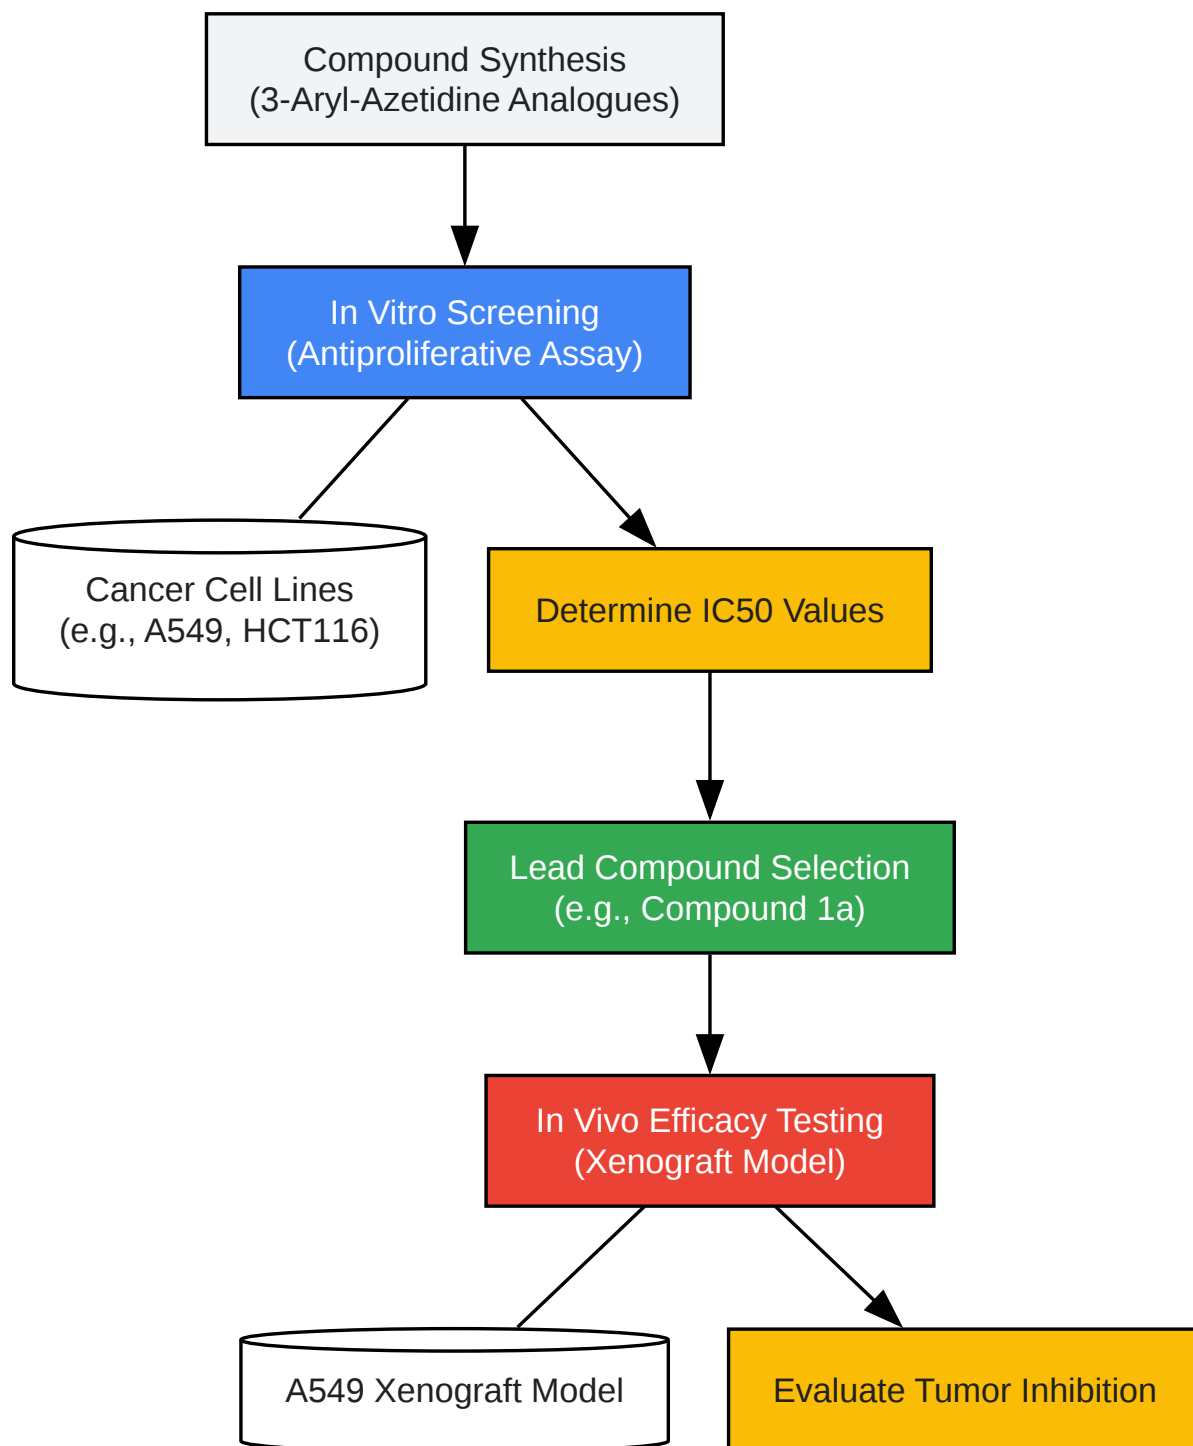 Compound Synthesis
(3-Aryl-Azetidine Analogues)
In Vitro Screening
(Antiproliferative Assay)
Cancer Cell Lines
(e.g., A549, HCT116)
Determine IC50 Values
Lead Compound Selection
(e.g., Compound 1a)
In Vivo Efficacy Testing
(Xenograft Model)
A549 Xenograft Model
Evaluate Tumor Inhibition